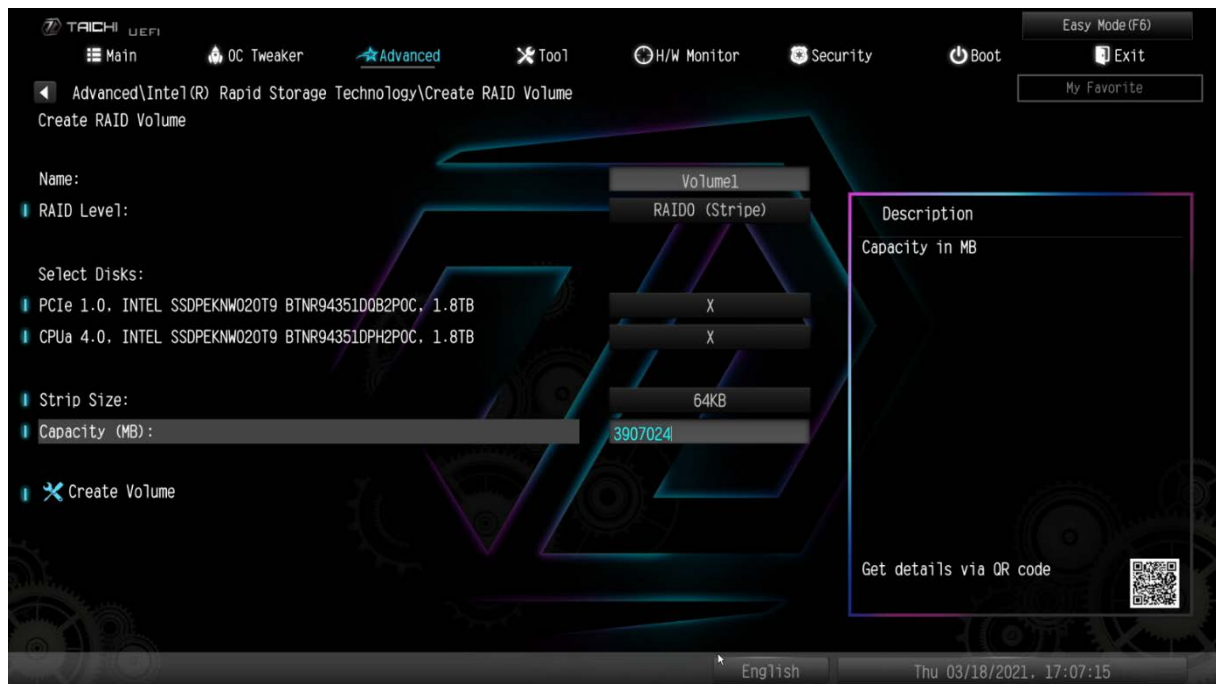 TAICHI UEFI
Easy Mode(F6)
Main OC Tweaker Advanced Tool H/W Monitor Security Boot Exit
Advanced\Intel(R) Rapid Storage Technology\Create RAID Volume
My Favorite
Create RAID Volume
Name: Volume1
RAID Level: RAID0 (Stripe)
Description
Capacity in MB
Select Disks:
PCIe 1.0, INTEL SSDPEKNW020T9 BTNR94351D0B2P0C, 1.8TB X
CPUa 4.0, INTEL SSDPEKNW020T9 BTNR94351DPH2P0C, 1.8TB X
Strip Size: 64KB
Capacity (MB): 3907024
Create Volume
Get details via QR code
English
Thu 03/18/2021, 17:07:15